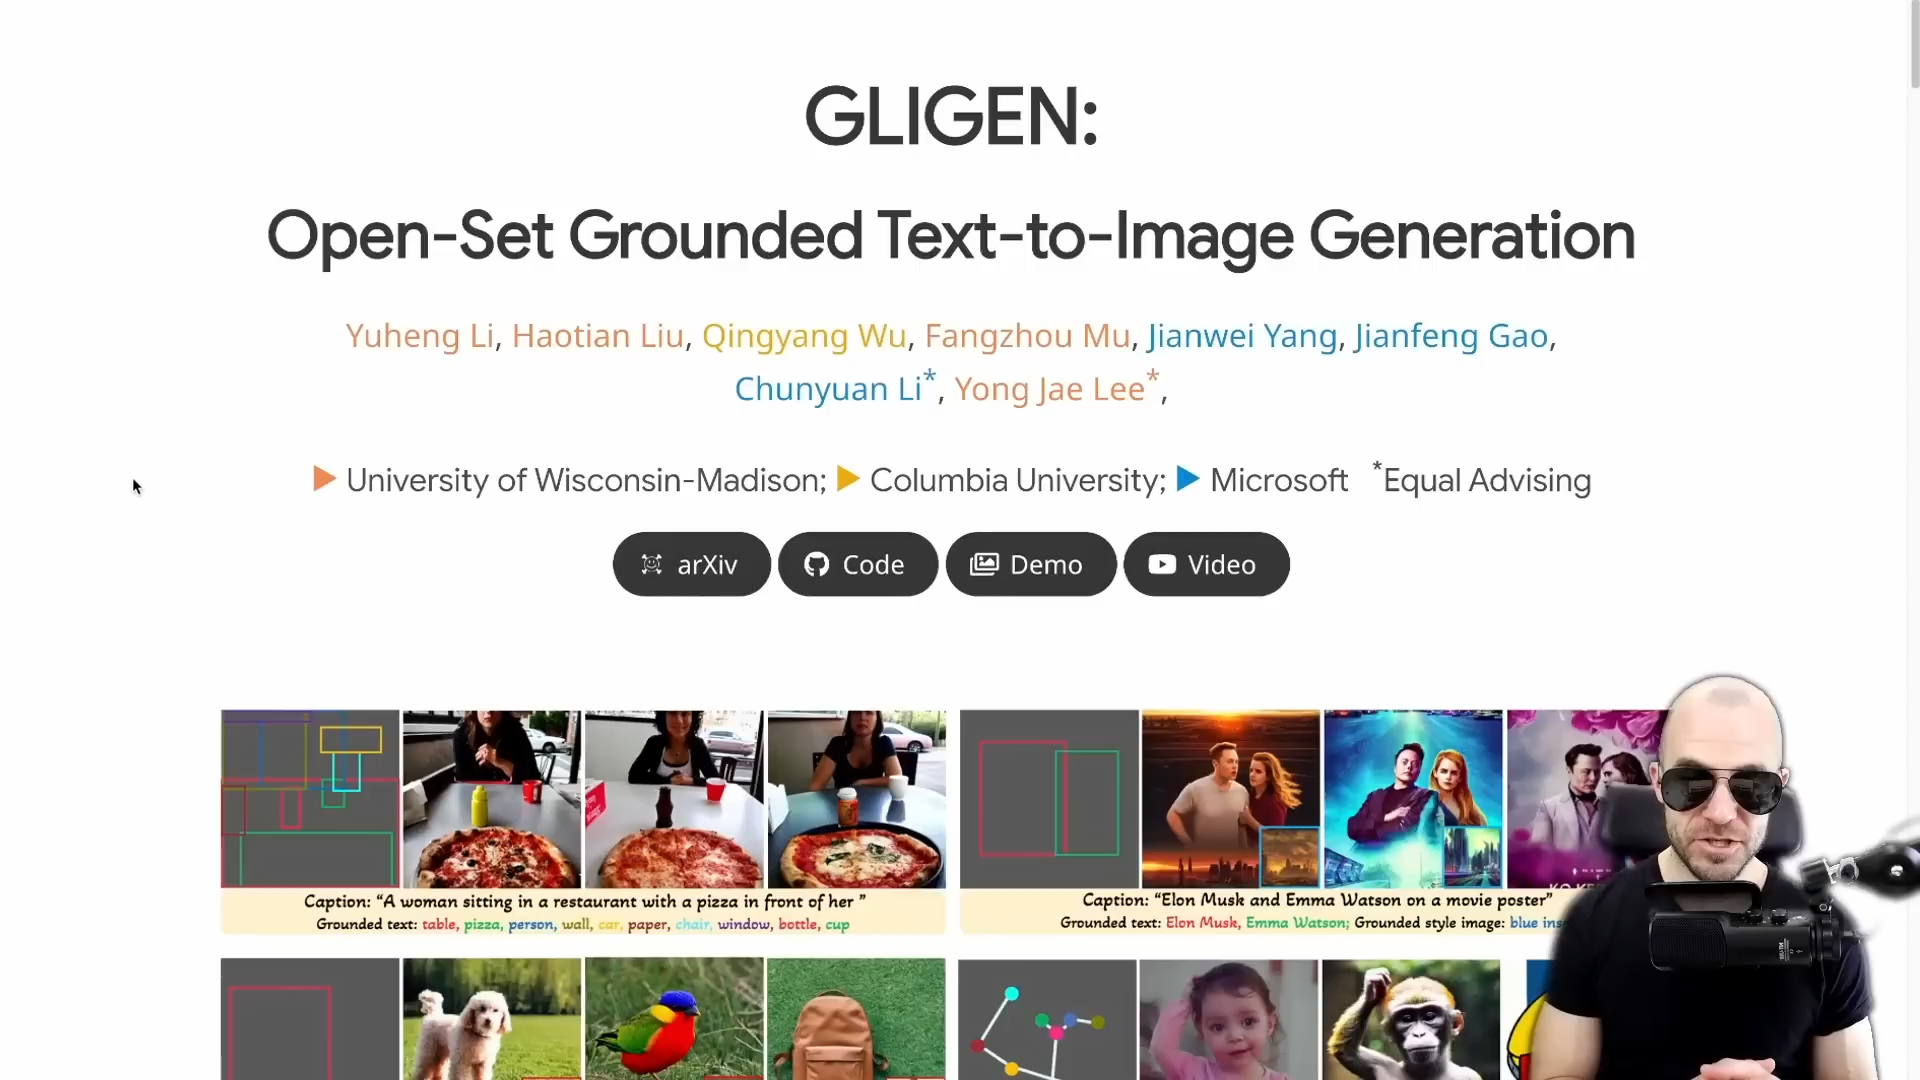 GLIGEN:
Open-Set Grounded Text-to-Image Generation
Yuheng Li, Haotian Liu, Qingyang Wu, Fangzhou Mu, Jianwei Yang, Jianfeng Gao,
Chunyuan Li*, Yong Jae Lee*,
University of Wisconsin-Madison; Columbia University; Microsoft *Equal Advising
arXiv
Code
Demo
Video
Caption: “A woman sitting in a restaurant with a pizza in front of her ”
Grounded text: table, pizza, person, wall, car, paper, chair, window, bottle, cup
Caption: “Elon Musk and Emma Watson on a movie poster”
Grounded text: Elon Musk, Emma Watson; Grounded style image: blue